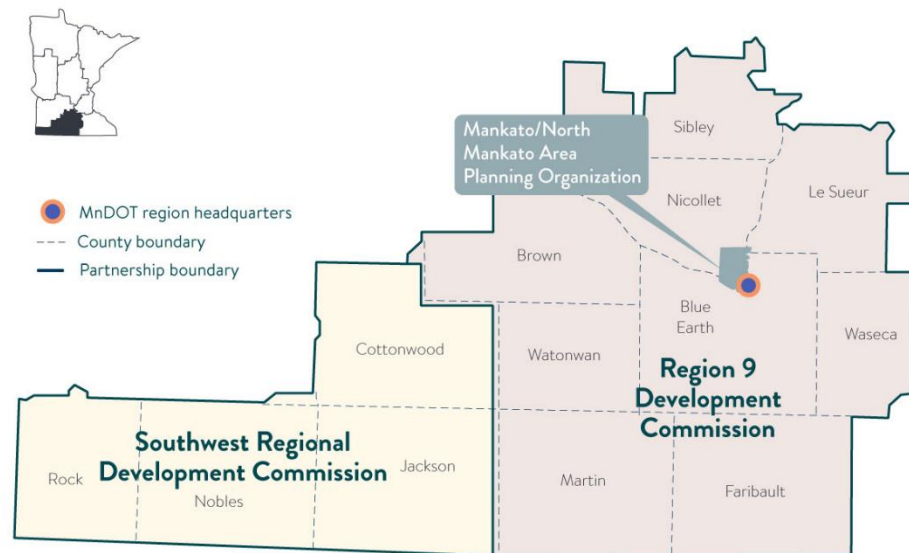 MnDOT region headquarters
County boundary
Partnership boundary
Mankato/North
Mankato Area
Planning Organization
Sibley
Nicollet
Le Sueur
Brown
Blue
Earth
Waseca
Cottonwood
Watonwan
Region 9
Development
Commission
Southwest Regional
Development Commission
Rock
Nobles
Jackson
Martin
Faribault